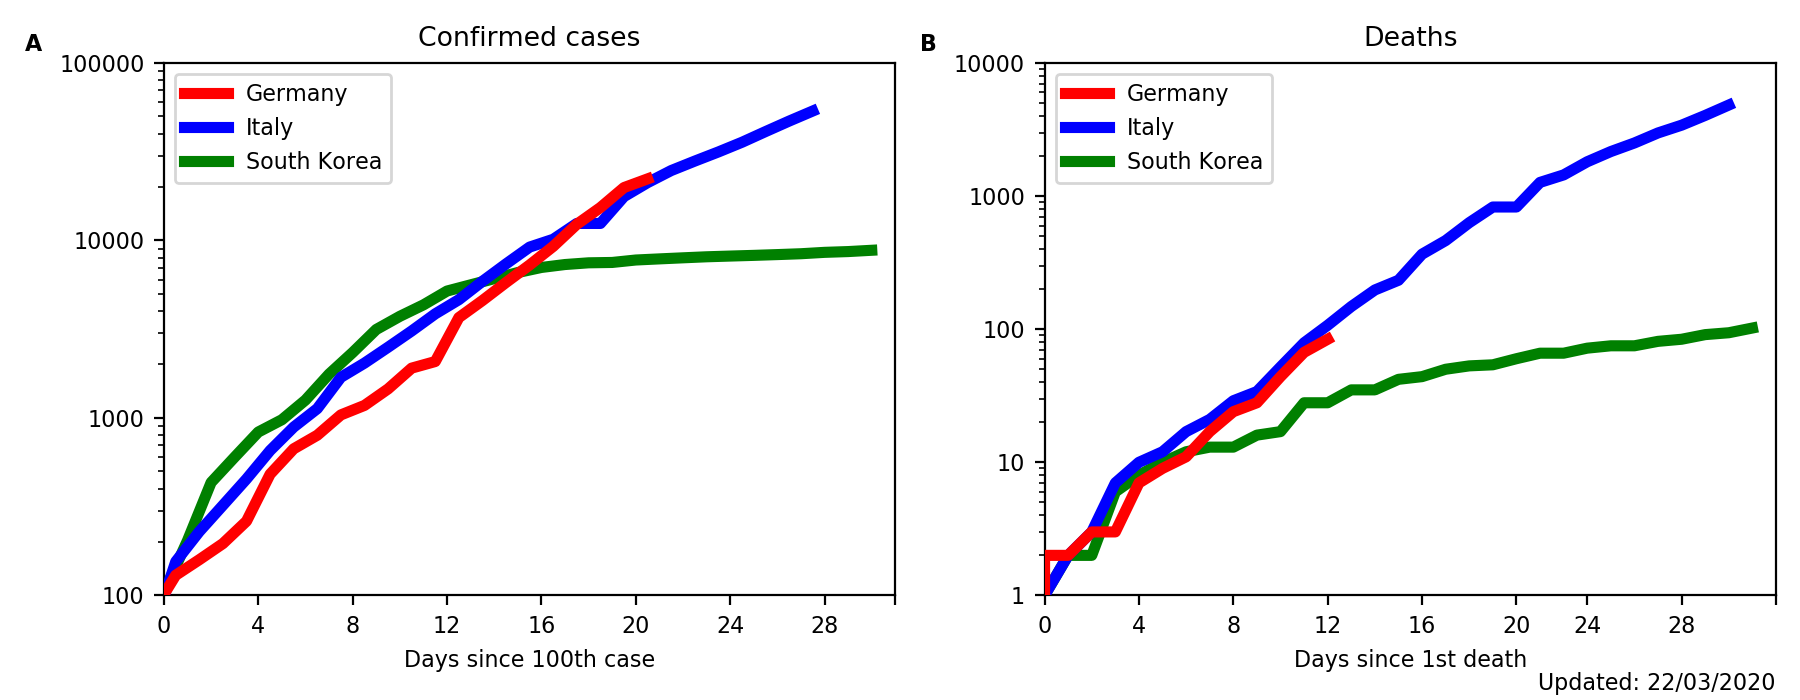 A
Confirmed cases
100000
10000
1000
100
Germany
Italy
South Korea
0 4 8 12 16 20 24 28
Days since 100th case
B
Deaths
10000
1000
100
10
1
Germany
Italy
South Korea
0 4 8 12 16 20 24 28
Days since 1st death
Updated: 22/03/2020